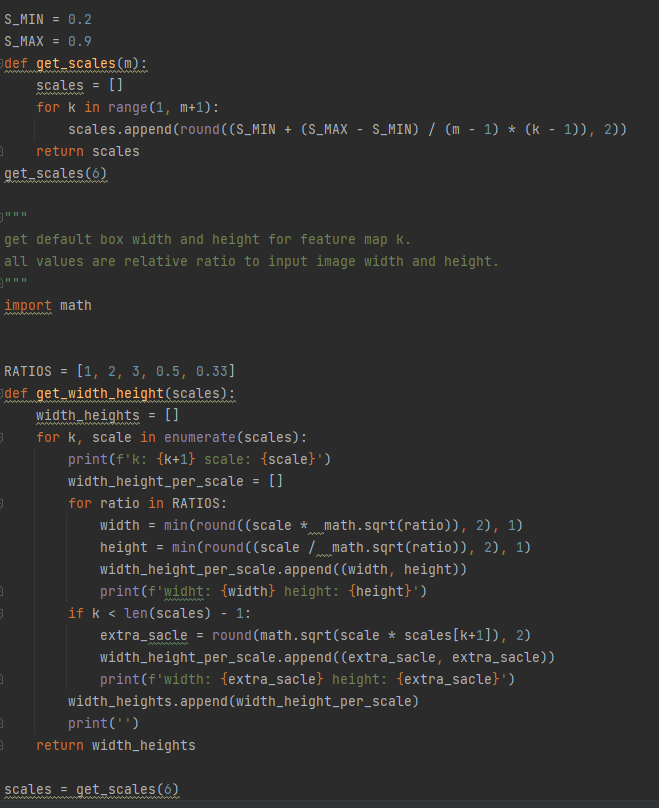 S_MIN = 0.2
S_MAX = 0.9
def get_scales(m):
    scales = []
    for k in range(1, m+1):
        scales.append(round((S_MIN + (S_MAX - S_MIN) / (m - 1) * (k - 1)), 2))
    return scales
get_scales(6)

"""
get default box width and height for feature map k.
all values are relative ratio to input image width and height.
"""
import math


RATIOS = [1, 2, 3, 0.5, 0.33]
def get_width_height(scales):
    width_heights = []
    for k, scale in enumerate(scales):
        print(f'k: {k+1} scale: {scale}')
        width_height_per_scale = []
        for ratio in RATIOS:
            width = min(round((scale *  math.sqrt(ratio)), 2), 1)
            height = min(round((scale /  math.sqrt(ratio)), 2), 1)
            width_height_per_scale.append((width, height))
            print(f'widht: {width} height: {height}')
        if k < len(scales) - 1:
            extra_sacle = round(math.sqrt(scale * scales[k+1]), 2)
            width_height_per_scale.append((extra_sacle, extra_sacle))
            print(f'width: {extra_sacle} height: {extra_sacle}')
        width_heights.append(width_height_per_scale)
        print('')
    return width_heights

scales = get_scales(6)